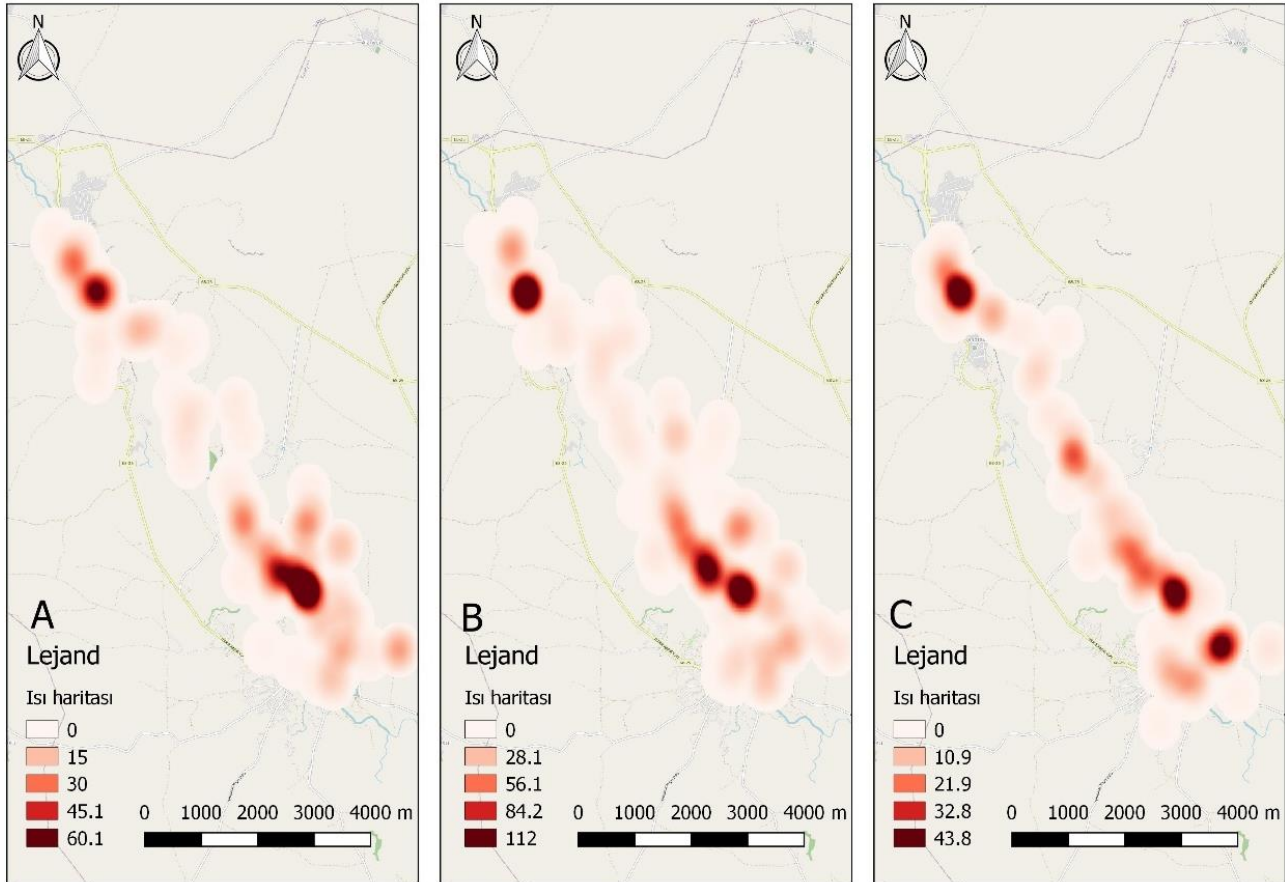 N
A
Lejand
Isı haritası
0
15
30
45.1
60.1
0 1000 2000 3000 4000 m
N
B
Lejand
Isı haritası
0
28.1
56.1
84.2
112
0 1000 2000 3000 4000 m
N
C
Lejand
Isı haritası
0
10.9
21.9
32.8
43.8
0 1000 2000 3000 4000 m